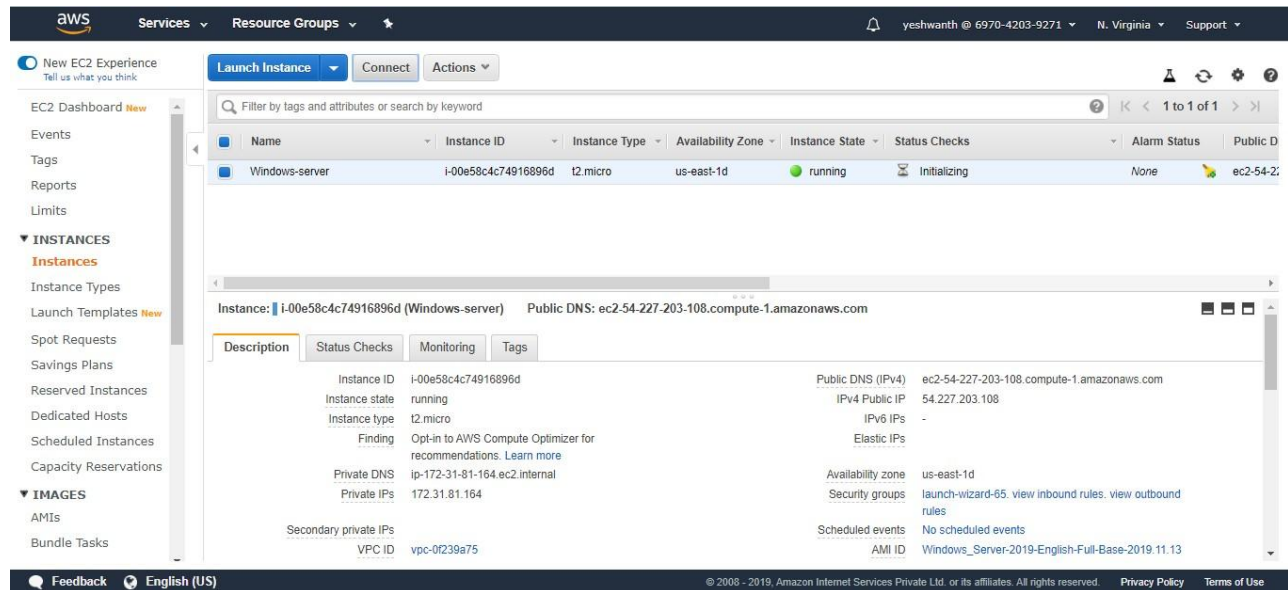 aws Services Resource Groups yeshwanth @ 6970-4203-9271 N. Virginia Support
New EC2 Experience
Tell us what you think
EC2 Dashboard New
Events
Tags
Reports
Limits
INSTANCES
Instances
Instance Types
Launch Templates New
Spot Requests
Savings Plans
Reserved Instances
Dedicated Hosts
Scheduled Instances
Capacity Reservations
IMAGES
AMIs
Bundle Tasks
Launch Instance Connect Actions
Filter by tags and attributes or search by keyword 1 to 1 of 1
Name Instance ID Instance Type Availability Zone Instance State Status Checks Alarm Status Public D
Windows-server i-00e58c4c74916896d t2.micro us-east-1d running Initializing None ec2-54-22
Instance: i-00e58c4c74916896d (Windows-server) Public DNS: ec2-54-227-203-108.compute-1.amazonaws.com
Description Status Checks Monitoring Tags
Instance ID i-00e58c4c74916896d
Instance state running
Instance type t2.micro
Finding Opt-in to AWS Compute Optimizer for
recommendations. Learn more
Private DNS ip-172-31-81-164.ec2.internal
Private IPs 172.31.81.164
Secondary private IPs
VPC ID vpc-0f239a75
Public DNS (IPv4) ec2-54-227-203-108.compute-1.amazonaws.com
IPv4 Public IP 54.227.203.108
IPv6 IPs -
Elastic IPs
Availability zone us-east-1d
Security groups launch-wizard-65. view inbound rules. view outbound
rules
Scheduled events No scheduled events
AMI ID Windows_Server-2019-English-Full-Base-2019.11.13
Feedback English (US) © 2008 - 2019, Amazon Internet Services Private Ltd. or its affiliates. All rights reserved. Privacy Policy Terms of Use